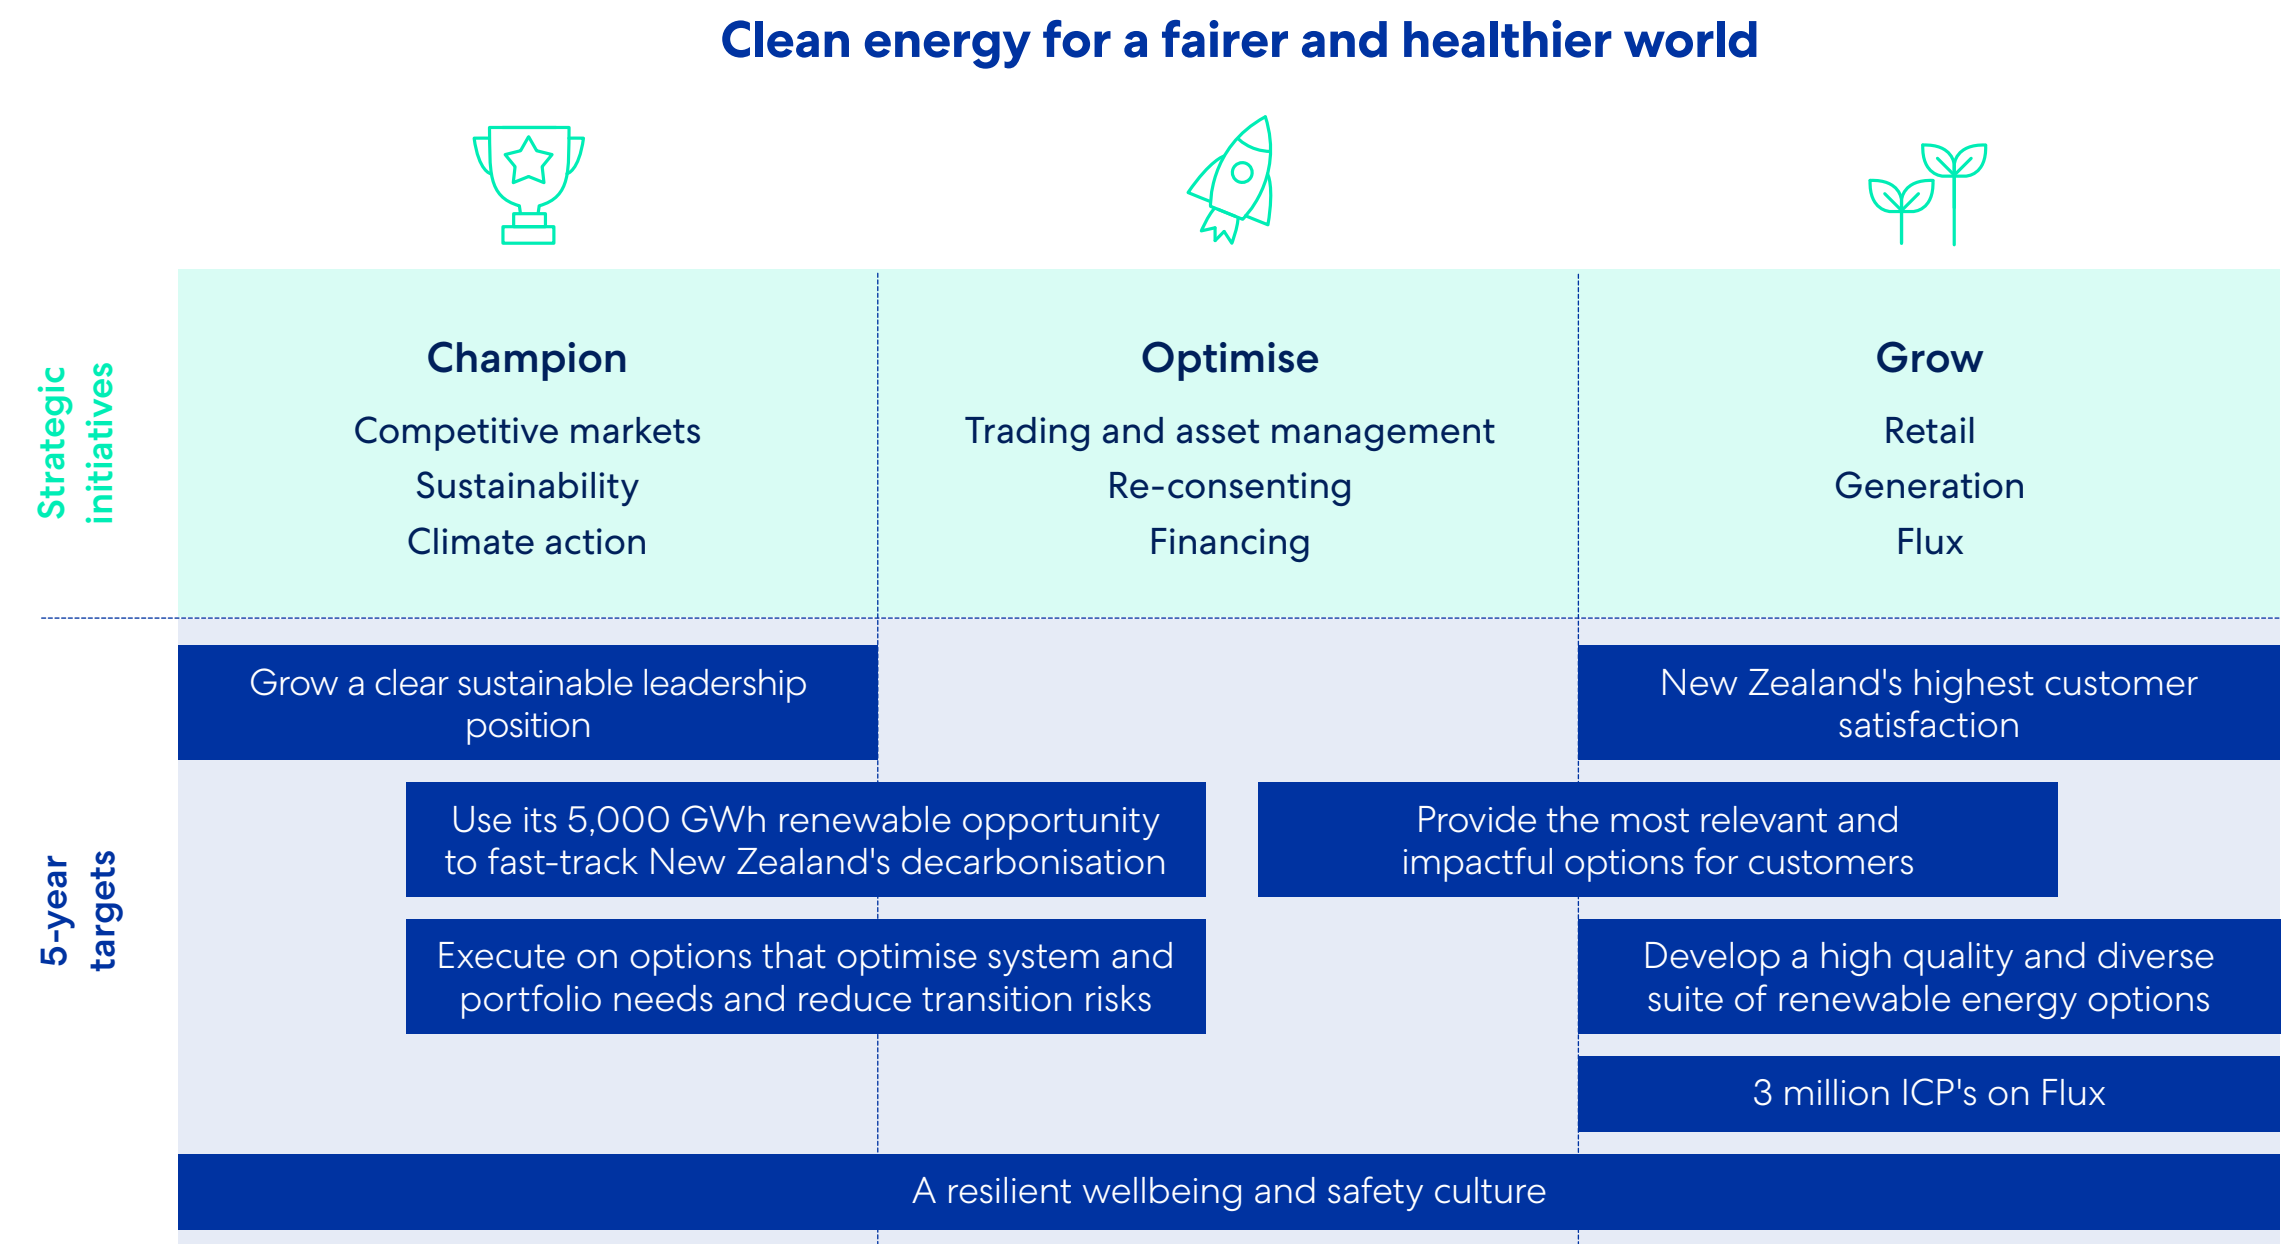 Clean energy for a fairer and healthier world
Strategic
initiatives
Champion
Competitive markets
Sustainability
Climate action
Optimise
Trading and asset management
Re-consenting
Financing
Grow
Retail
Generation
Flux
5-year
targets
Grow a clear sustainable leadership
position
New Zealand's highest customer
satisfaction
Use its 5,000 GWh renewable opportunity
to fast-track New Zealand's decarbonisation
Provide the most relevant and
impactful options for customers
Execute on options that optimise system and
portfolio needs and reduce transition risks
Develop a high quality and diverse
suite of renewable energy options
3 million ICP's on Flux
A resilient wellbeing and safety culture